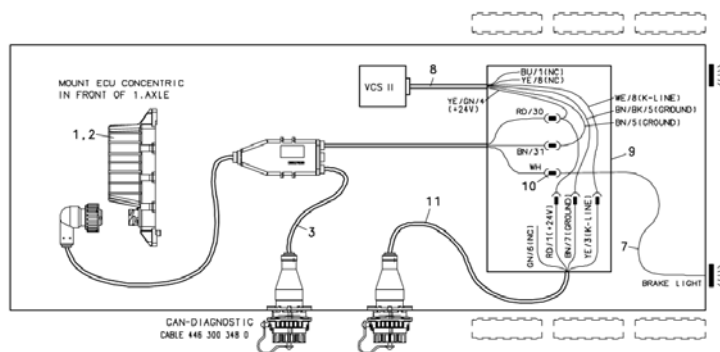 MOUNT ECU CONCENTRIC
IN FRONT OF 1.AXLE
1,2
VCS II
8
BU/1(NC)
YE/6(NC)
YE/GN/4
(+24V)
RD/30
BN/31
WH
10
WE/8(K-LINE)
BN/BK/5(GROUND)
BN/5(GROUND)
9
11
3
GN/6(NC)
RD/1(+24V)
BN/7(GROUND)
YE/3(K-LINE)
7
BRAKE LIGHT
CAN-DIAGNOSTIC
CABLE 446 300 348 0